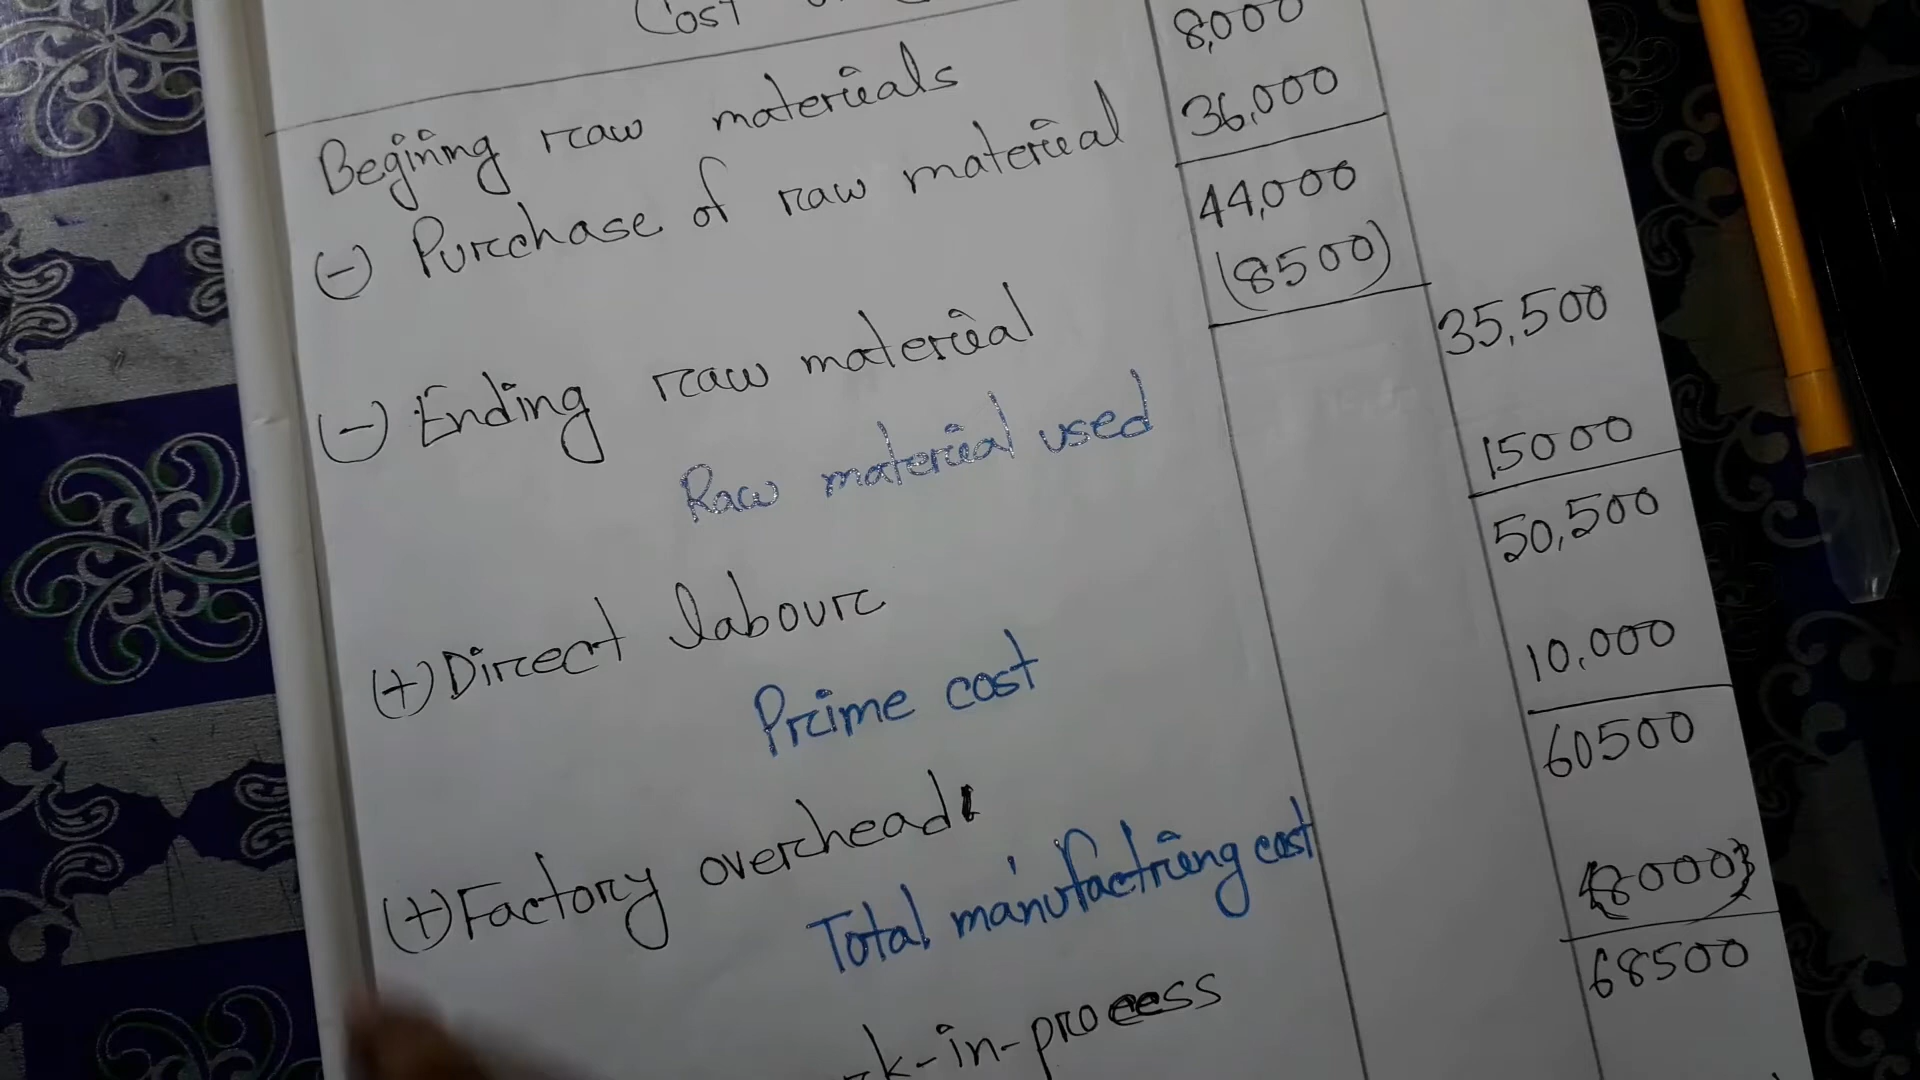 Cost
Begining raw materials 8,000
(-) Purchase of raw material 36,000
44,000
(-) Ending raw material (8500)
Raw material used 35,500
(+) Direct labour 15000
Prime cost 50,500
(+) Factory overhead 10,000
Total manufactring cost 60500
k-in-process (8000)
68500